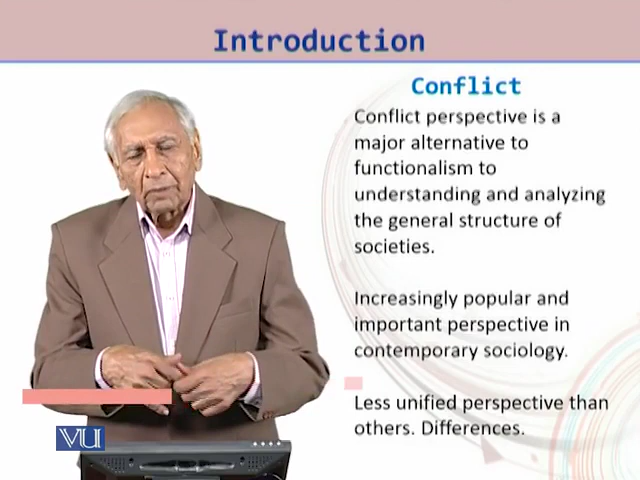 Introduction
Conflict
Conflict perspective is a
major alternative to
functionalism to
understanding and analyzing
the general structure of
societies.
Increasingly popular and
important perspective in
contemporary sociology.
Less unified perspective than
others. Differences.
VU